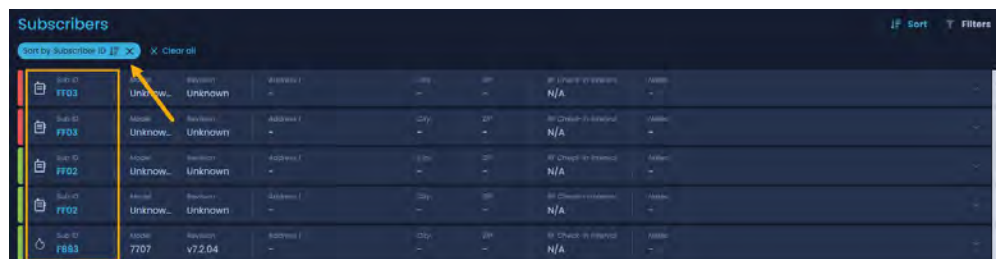 Subscribers
Sort Filters
Sort by Subscriber ID Clear all
Sub ID Model Revision Address 1 City ZIP RF Check-in Interval Notes
FF03 Unknow... Unknown - - - N/A -
Sub ID Model Revision Address 1 City ZIP RF Check-in Interval Notes
FF03 Unknow... Unknown - - - N/A -
Sub ID Model Revision Address 1 City ZIP RF Check-in Interval Notes
FF02 Unknow... Unknown - - - N/A -
Sub ID Model Revision Address 1 City ZIP RF Check-in Interval Notes
FF02 Unknow... Unknown - - - N/A -
Sub ID Model Revision Address 1 City ZIP RF Check-in Interval Notes
FBB3 7707 v7.2.04 - - - N/A -